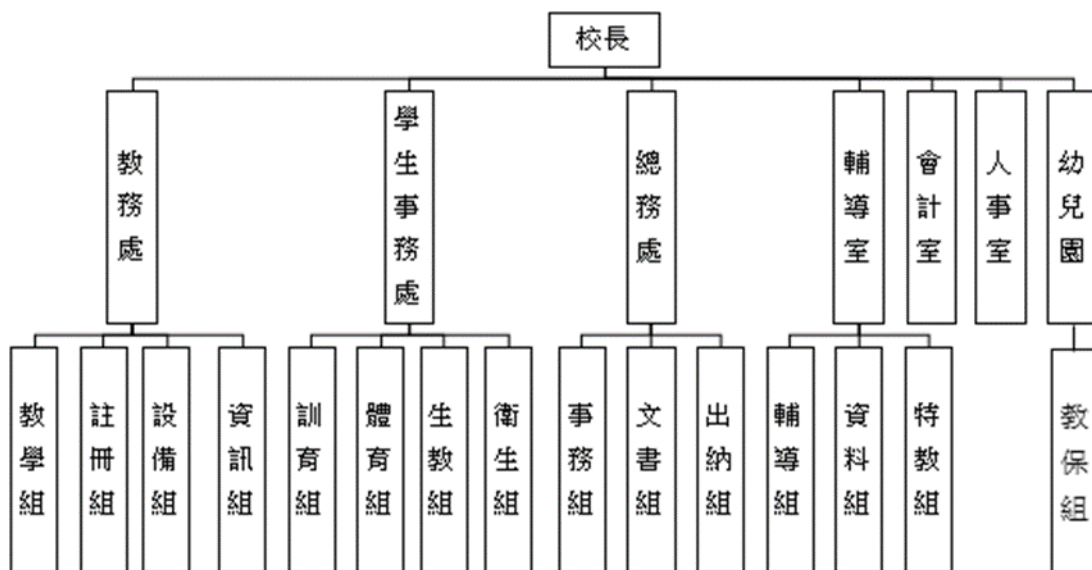 校長
教務處
學生事務處
總務處
輔導室
會計室
人事室
幼兒園
教學組
註冊組
設備組
資訊組
訓育組
體育組
生教組
衛生組
事務組
文書組
出納組
輔導組
資料組
特教組
教保組